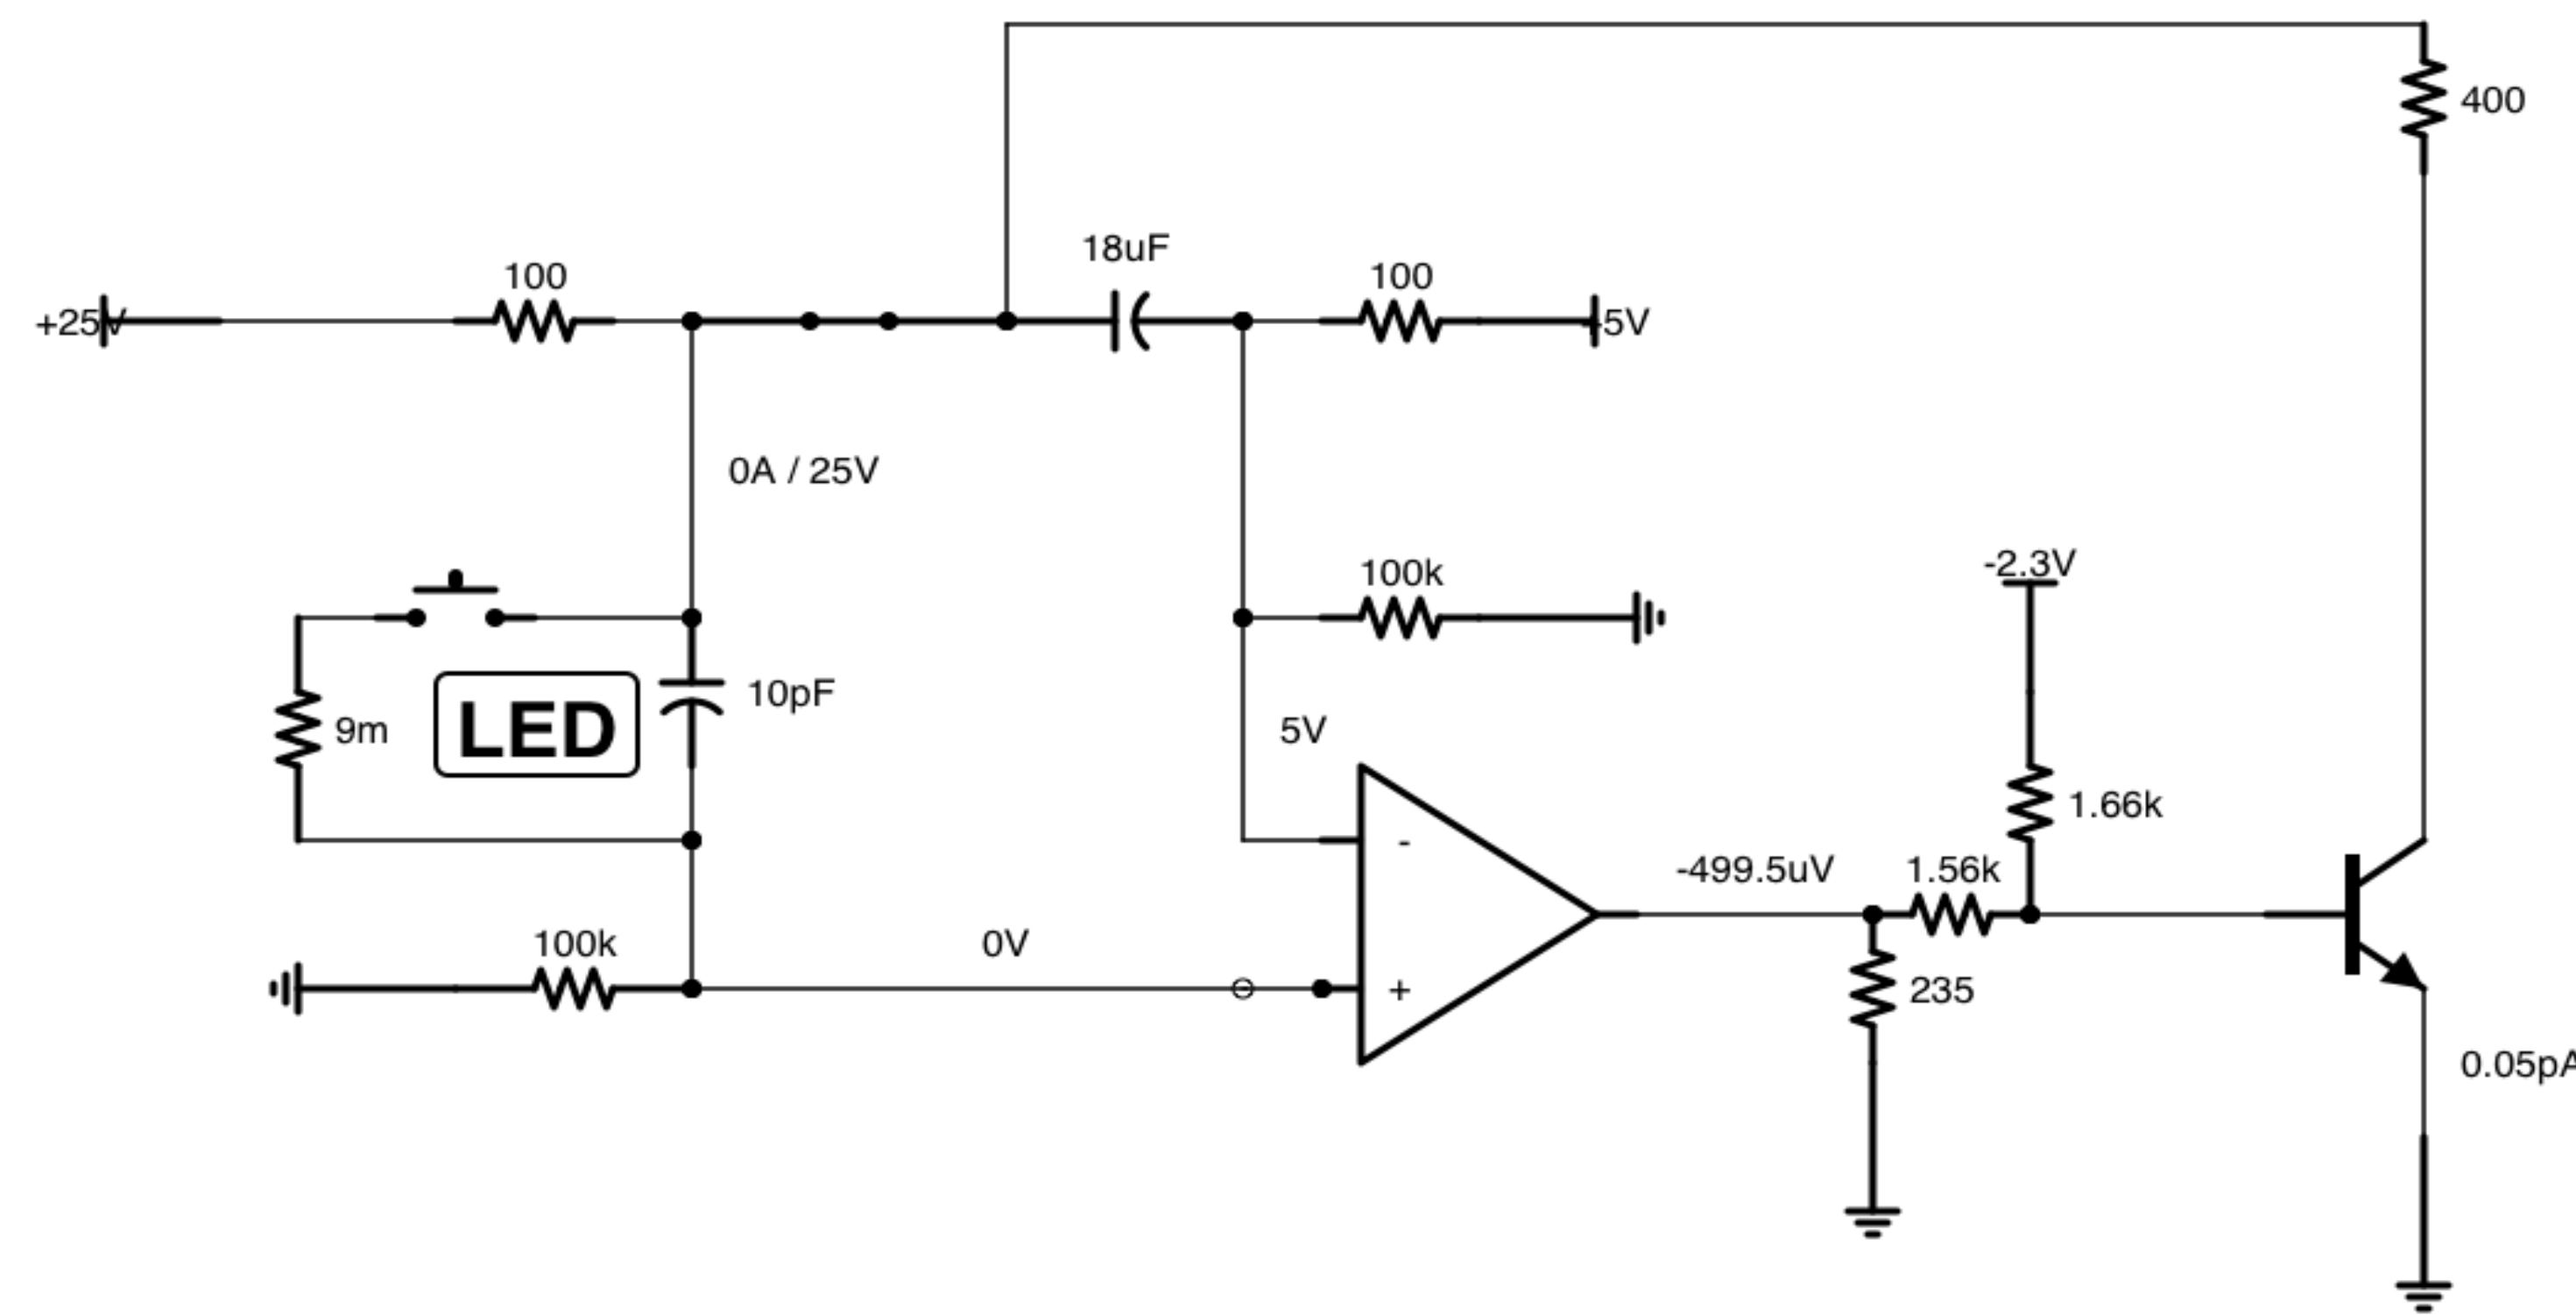 400
18uF
100
100
+25V
-5V
0A / 25V
-2.3V
100k
10pF
9m
LED
5V
1.66k
-
-499.5uV
1.56k
100k
0V
+
235
0.05pA